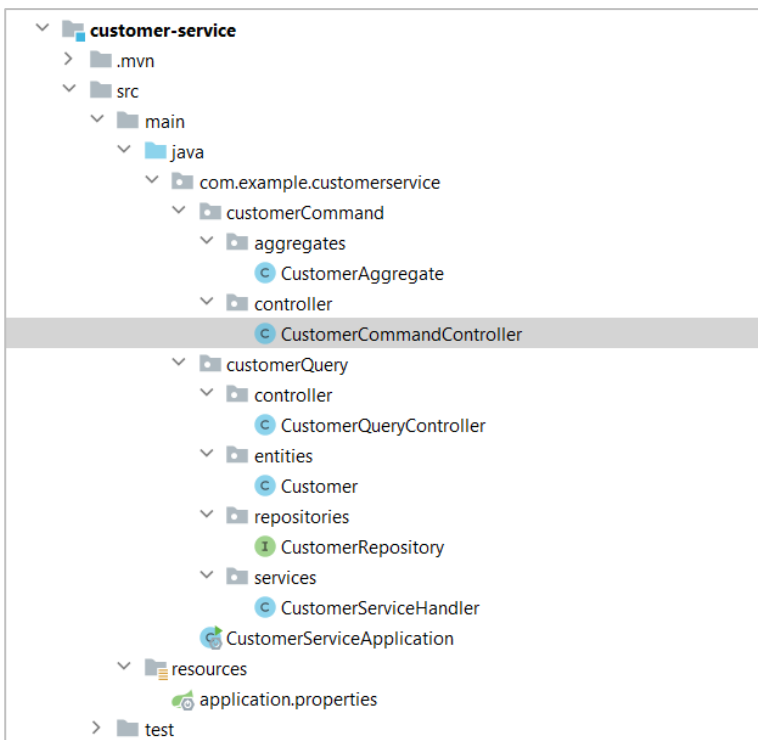 customer-service
.mvn
src
main
java
com.example.customerservice
customerCommand
aggregates
C CustomerAggregate
controller
C CustomerCommandController
customerQuery
controller
C CustomerQueryController
entities
C Customer
repositories
I CustomerRepository
services
C CustomerServiceHandler
CustomerServiceApplication
resources
application.properties
test